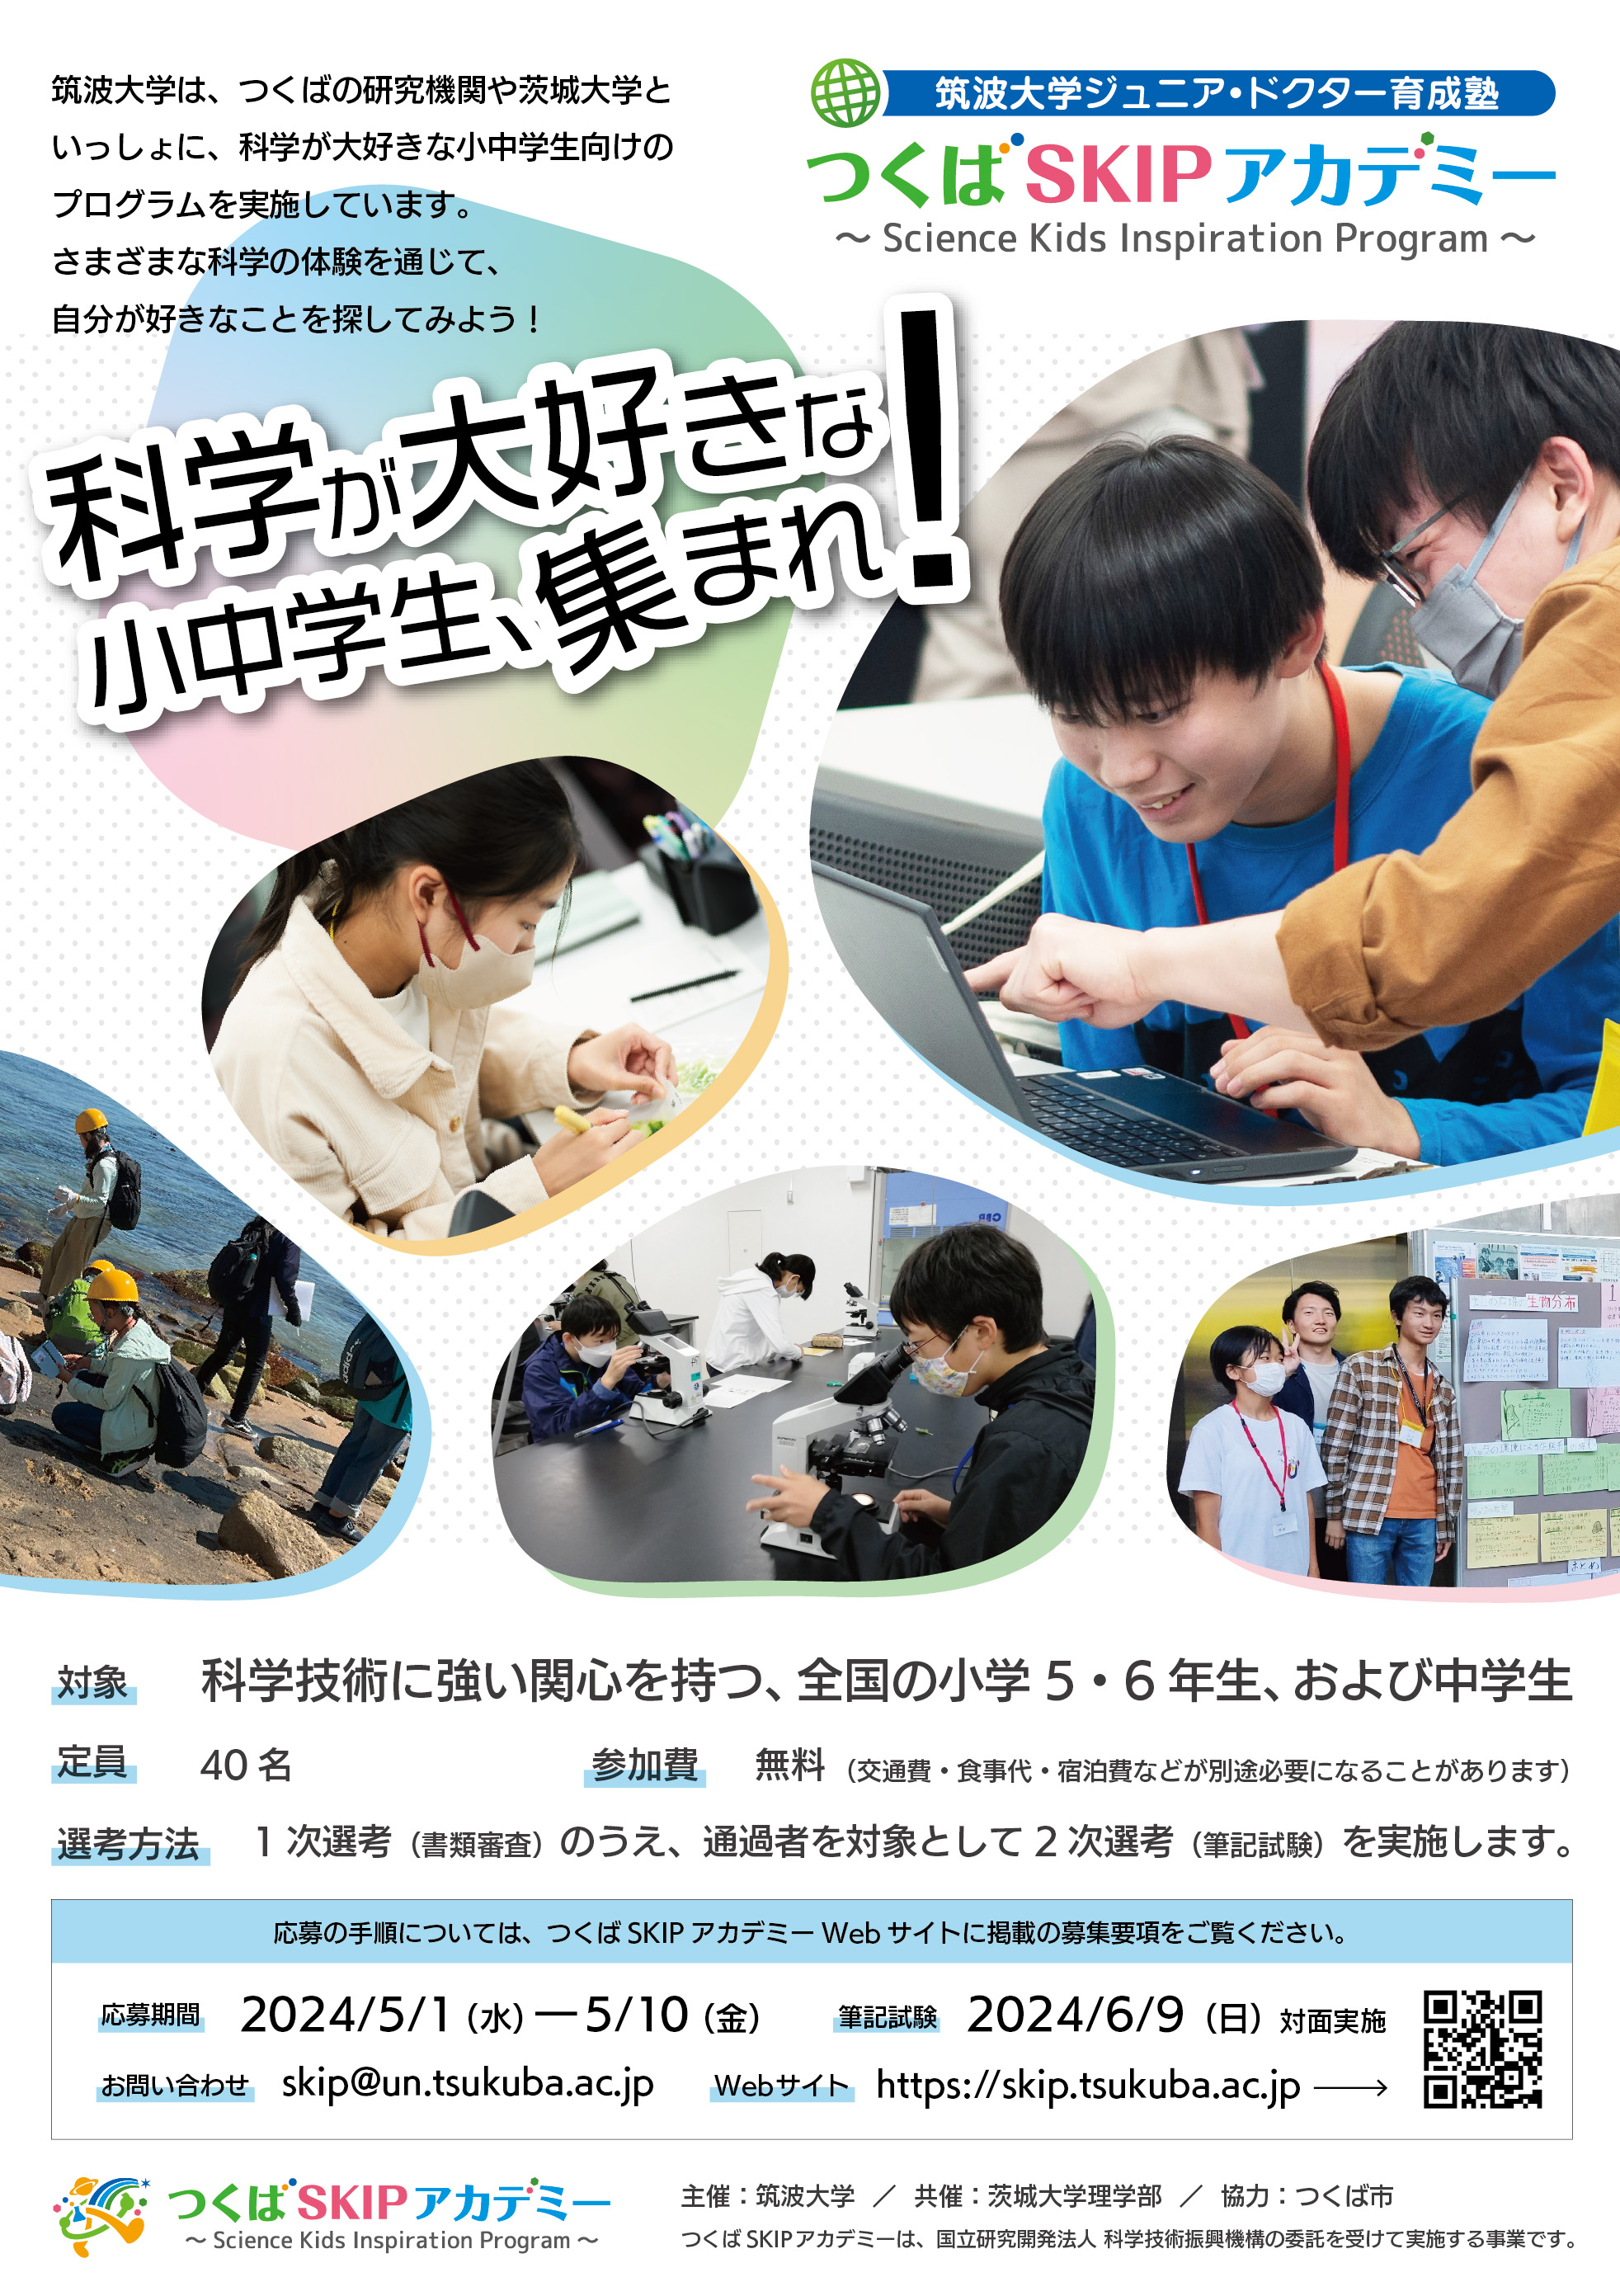 筑波大学は、つくばの研究機関や茨城大学と
いっしょに、科学が大好きな小中学生向けの
プログラムを実施しています。
さまざまな科学の体験を通じて、
自分が好きなことを探してみよう！
筑波大学ジュニア・ドクター育成塾
つくばSKIPアカデミー
～ Science Kids Inspiration Program ～
科学が大好きな
小中学生、集まれ！
生物分布
まとめ
対象 科学技術に強い関心を持つ、全国の小学５・６年生、および中学生
定員 40名 参加費 無料（交通費・食事代・宿泊費などが別途必要になることがあります）
選考方法 １次選考（書類審査）のうえ、通過者を対象として２次選考（筆記試験）を実施します。
応募の手順については、つくばSKIPアカデミーWebサイトに掲載の募集要項をご覧ください。
応募期間 2024/5/1（水）―5/10（金） 筆記試験 2024/6/9（日）対面実施
お問い合わせ skip@un.tsukuba.ac.jp Webサイト https://skip.tsukuba.ac.jp
つくばSKIPアカデミー
～ Science Kids Inspiration Program ～
主催：筑波大学 ／ 共催：茨城大学理学部 ／ 協力：つくば市
つくばSKIPアカデミーは、国立研究開発法人 科学技術振興機構の委託を受けて実施する事業です。